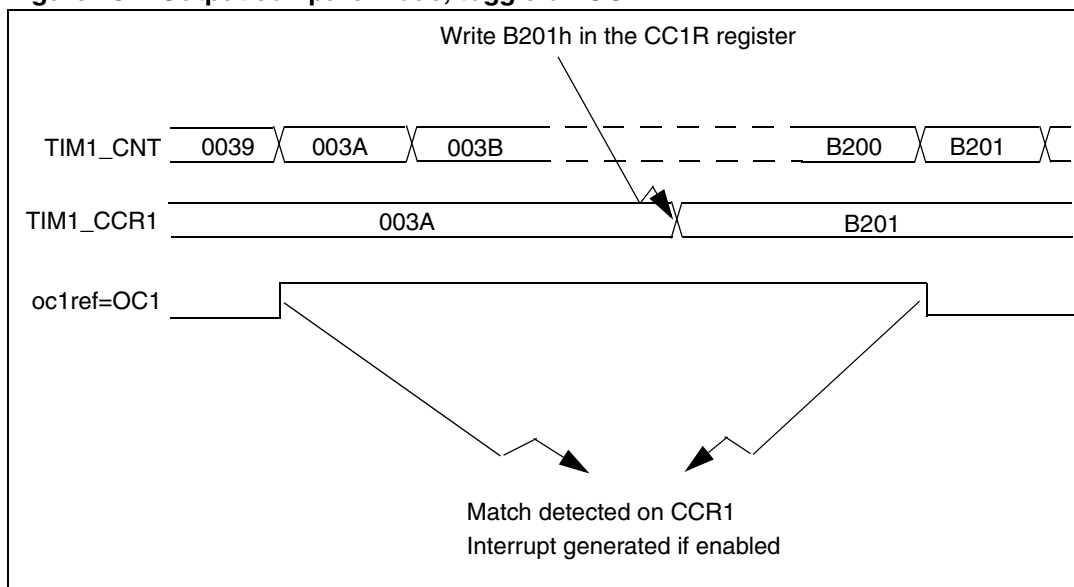 Write B201h in the CC1R register
TIM1_CNT 0039 003A 003B B200 B201
TIM1_CCR1 003A B201
oc1ref=OC1
Match detected on CCR1
Interrupt generated if enabled